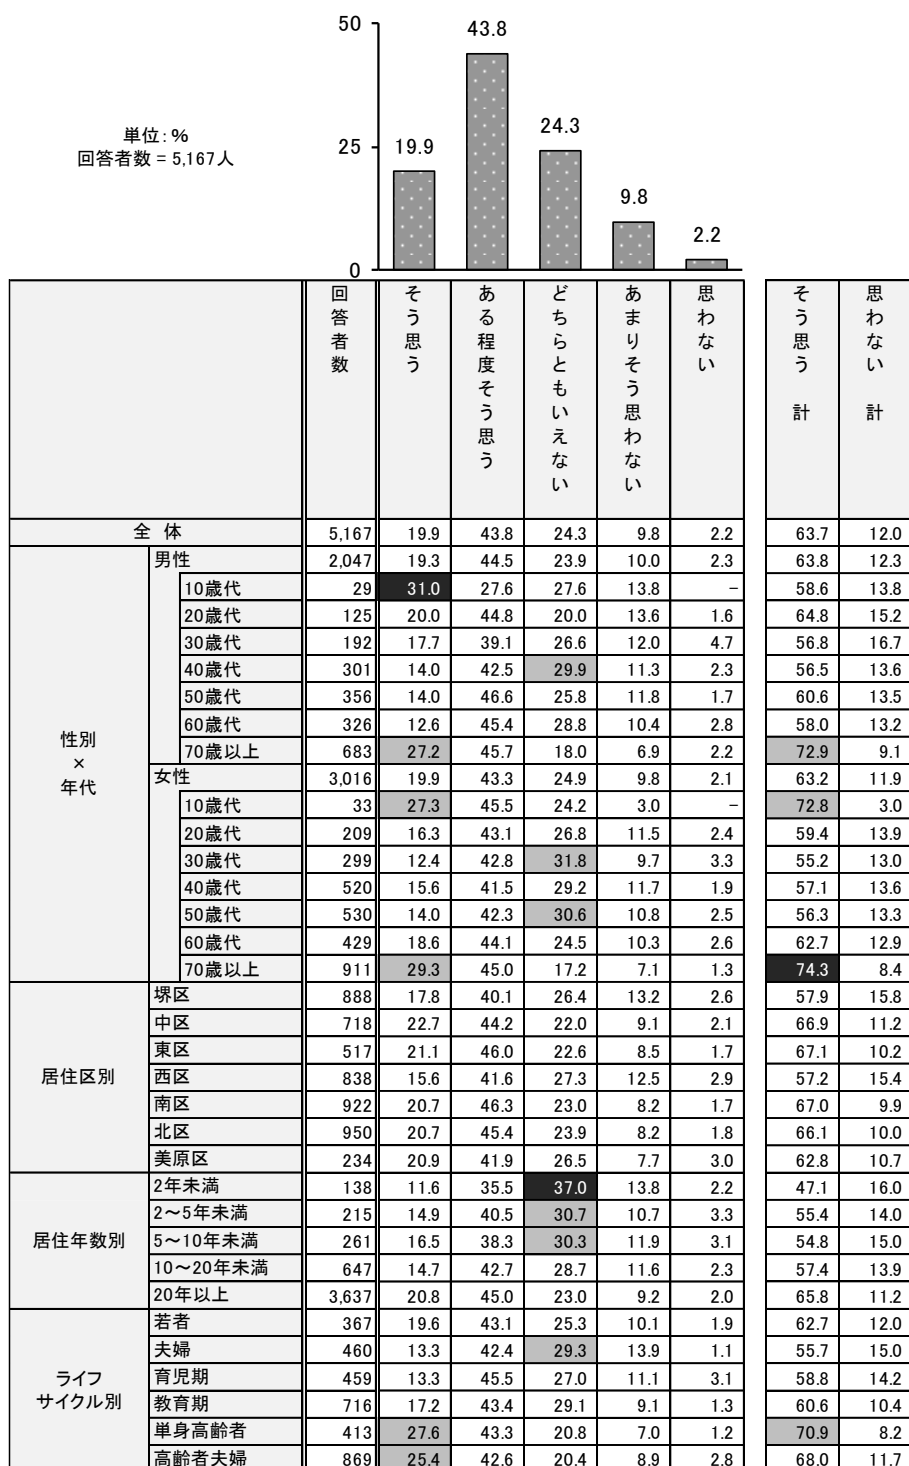 50
43.8
単位:%
回答者数 = 5,167人
25
19.9
24.3
9.8
2.2
0
回答者数 そう思う ある程度そう思う どちらともいえない あまりそう思わない 思わない そう思う 計 思わない 計
全 体 5,167 19.9 43.8 24.3 9.8 2.2 63.7 12.0
性別×年代
男性 2,047 19.3 44.5 23.9 10.0 2.3 63.8 12.3
10歳代 29 31.0 27.6 27.6 13.8 - 58.6 13.8
20歳代 125 20.0 44.8 20.0 13.6 1.6 64.8 15.2
30歳代 192 17.7 39.1 26.6 12.0 4.7 56.8 16.7
40歳代 301 14.0 42.5 29.9 11.3 2.3 56.5 13.6
50歳代 356 14.0 46.6 25.8 11.8 1.7 60.6 13.5
60歳代 326 12.6 45.4 28.8 10.4 2.8 58.0 13.2
70歳以上 683 27.2 45.7 18.0 6.9 2.2 72.9 9.1
女性 3,016 19.9 43.3 24.9 9.8 2.1 63.2 11.9
10歳代 33 27.3 45.5 24.2 3.0 - 72.8 3.0
20歳代 209 16.3 43.1 26.8 11.5 2.4 59.4 13.9
30歳代 299 12.4 42.8 31.8 9.7 3.3 55.2 13.0
40歳代 520 15.6 41.5 29.2 11.7 1.9 57.1 13.6
50歳代 530 14.0 42.3 30.6 10.8 2.5 56.3 13.3
60歳代 429 18.6 44.1 24.5 10.3 2.6 62.7 12.9
70歳以上 911 29.3 45.0 17.2 7.1 1.3 74.3 8.4
居住区別
堺区 888 17.8 40.1 26.4 13.2 2.6 57.9 15.8
中区 718 22.7 44.2 22.0 9.1 2.1 66.9 11.2
東区 517 21.1 46.0 22.6 8.5 1.7 67.1 10.2
西区 838 15.6 41.6 27.3 12.5 2.9 57.2 15.4
南区 922 20.7 46.3 23.0 8.2 1.7 67.0 9.9
北区 950 20.7 45.4 23.9 8.2 1.8 66.1 10.0
美原区 234 20.9 41.9 26.5 7.7 3.0 62.8 10.7
居住年数別
2年未満 138 11.6 35.5 37.0 13.8 2.2 47.1 16.0
2～5年未満 215 14.9 40.5 30.7 10.7 3.3 55.4 14.0
5～10年未満 261 16.5 38.3 30.3 11.9 3.1 54.8 15.0
10～20年未満 647 14.7 42.7 28.7 11.6 2.3 57.4 13.9
20年以上 3,637 20.8 45.0 23.0 9.2 2.0 65.8 11.2
ライフサイクル別
若者 367 19.6 43.1 25.3 10.1 1.9 62.7 12.0
夫婦 460 13.3 42.4 29.3 13.9 1.1 55.7 15.0
育児期 459 13.3 45.5 27.0 11.1 3.1 58.8 14.2
教育期 716 17.2 43.4 29.1 9.1 1.3 60.6 10.4
単身高齢者 413 27.6 43.3 20.8 7.0 1.2 70.9 8.2
高齢者夫婦 869 25.4 42.6 20.4 8.9 2.8 68.0 11.7